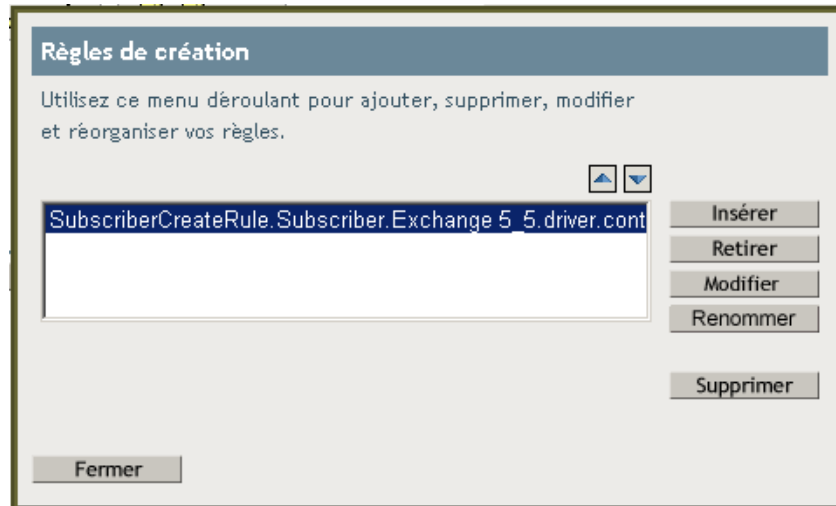 Règles de création
Utilisez ce menu déroulant pour ajouter, supprimer, modifier
et réorganiser vos règles.
SubscriberCreateRule.Subscriber.Exchange 5_5.driver.cont
Insérer
Retirer
Modifier
Renommer
Supprimer
Fermer